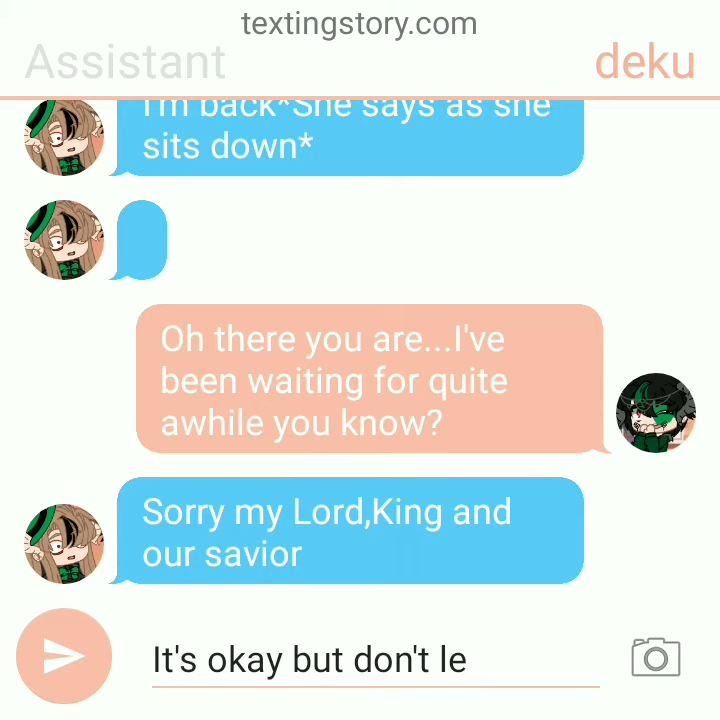 textingstory.com
Assistant
deku
I'm back*She says as she
sits down*
Oh there you are...I've
been waiting for quite
awhile you know?
Sorry my Lord,King and
our savior
It's okay but don't le